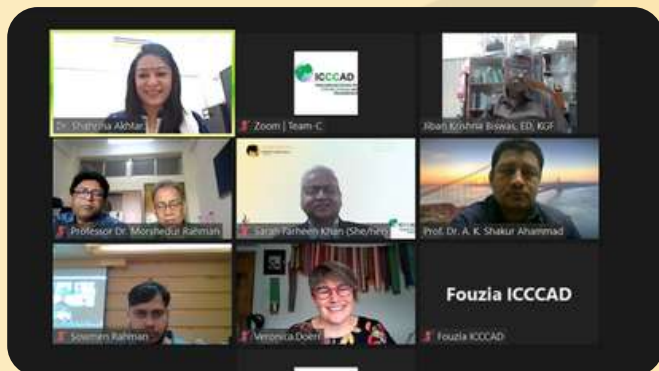 Dr. Shahrina Akhtar
ICCCAD
Zoom | Team-C
Jiban Krishna Biswas, ED, KGF
Professor Dr. Morshedur Rahman
Sarah Farheen Khan (She/her)
Prof. Dr. A. K. Shakur Ahammad
Sowmen Rahman
Veronica Doerr
Fouzia ICCCAD
Fouzia ICCCAD